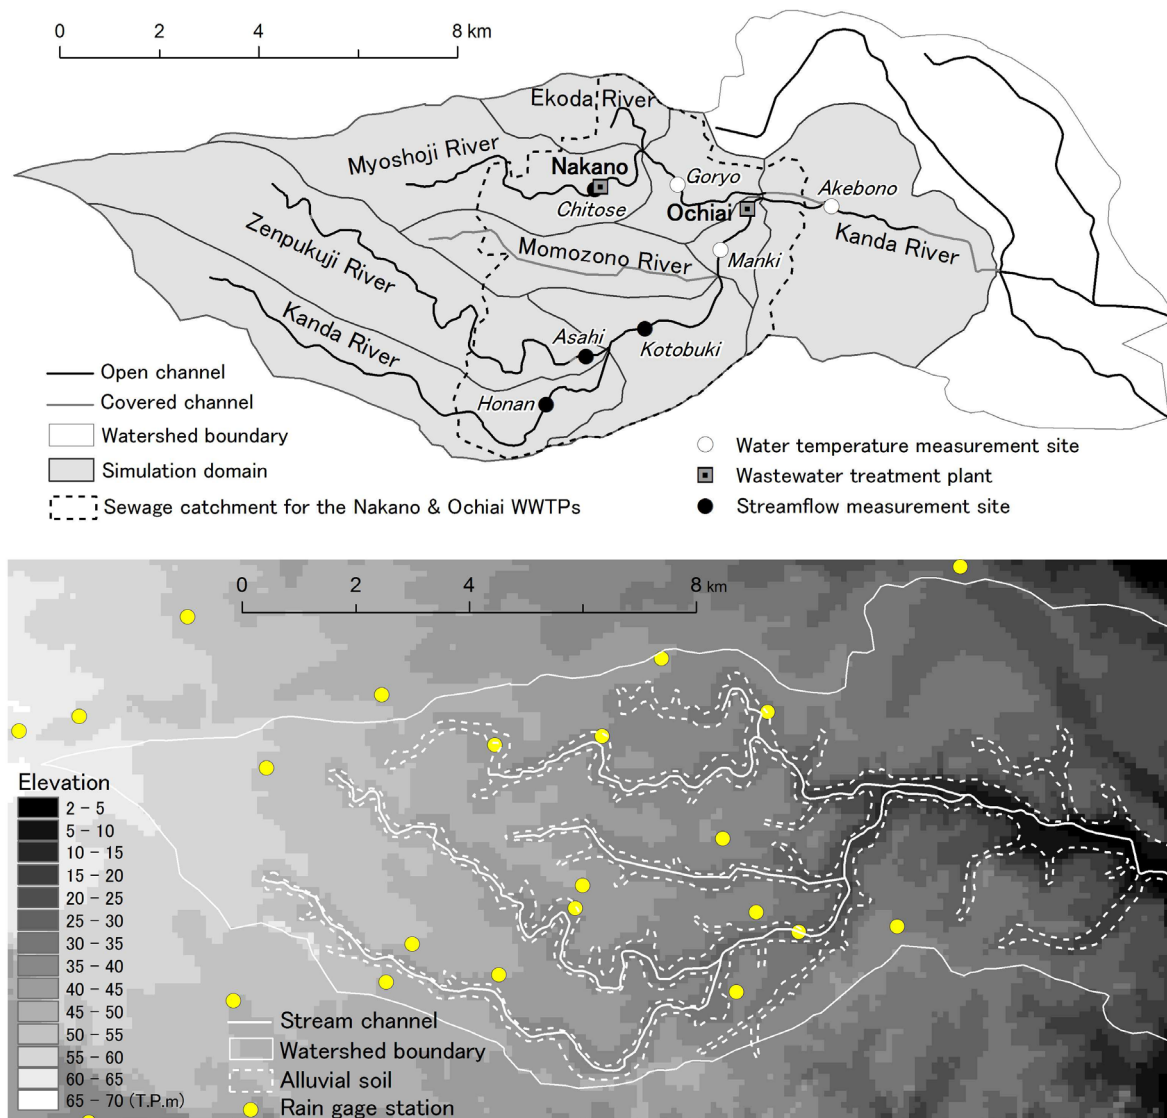 0 2 4 8 km
Ekoda River
Myoshoji River
Nakano
Goryo
Akebono
Chitose
Ochiai
Zenpukuji River
Momozono River
Manki
Kanda River
Kanda River
Asahi
Kotobuki
Honan
Open channel
Covered channel
Watershed boundary
Simulation domain
Sewage catchment for the Nakano & Ochiai WWTPs
Water temperature measurement site
Wastewater treatment plant
Streamflow measurement site
0 2 4 8 km
Elevation
2 - 5
5 - 10
10 - 15
15 - 20
20 - 25
25 - 30
30 - 35
35 - 40
40 - 45
45 - 50
50 - 55
55 - 60
60 - 65
65 - 70 (T.P.m)
Stream channel
Watershed boundary
Alluvial soil
Rain gage station